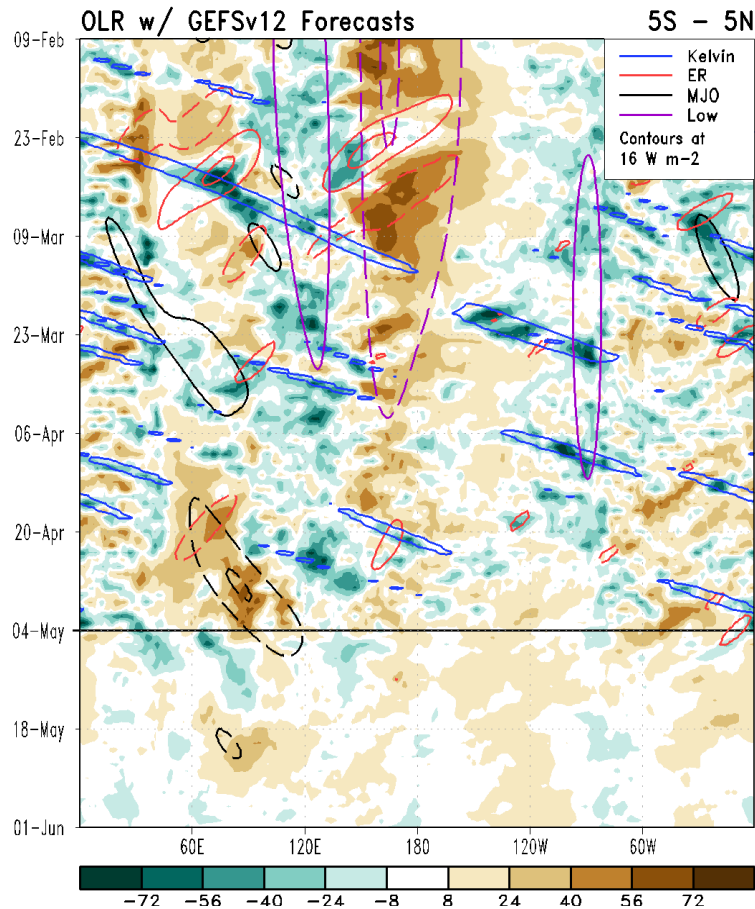 OLR w/ GEFSv12 Forecasts 5S - 5N
Kelvin
ER
MJO
Low
Contours at
16 W m-2
09-Feb
23-Feb
09-Mar
23-Mar
06-Apr
20-Apr
04-May
18-May
01-Jun
60E 120E 180 120W 60W
-72 -56 -40 -24 -8 8 24 40 56 72